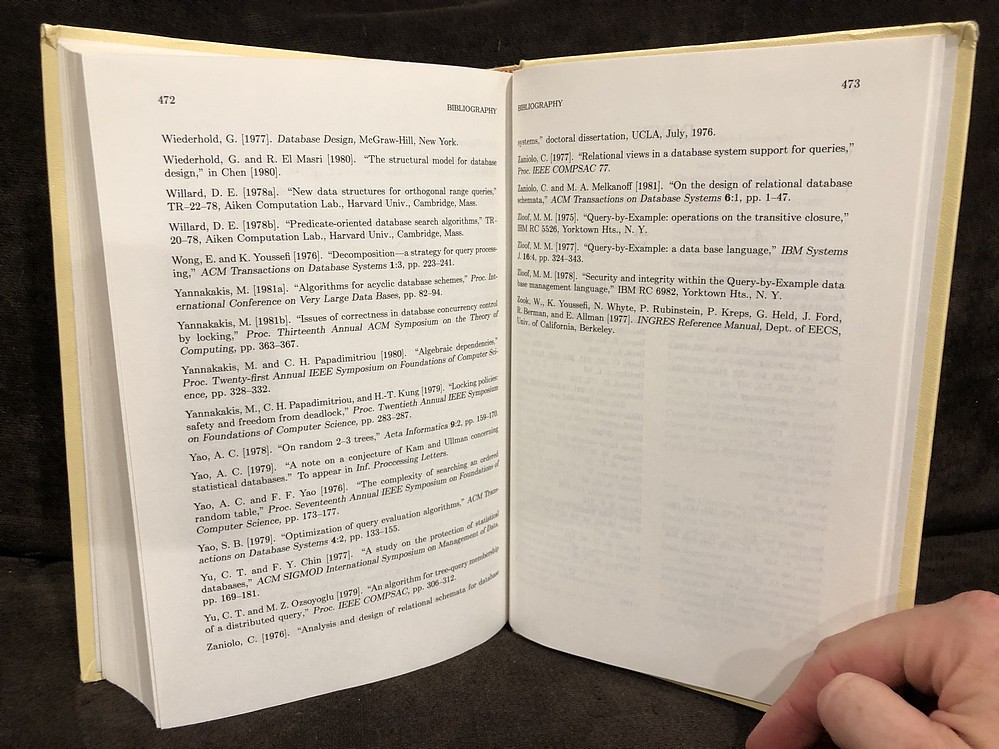 472
BIBLIOGRAPHY
Wiederhold, G. [1977]. Database Design, McGraw-Hill, New York.
Wiederhold, G. and R. El Masri [1980]. “The structural model for database
design,” in Chen [1980].
Willard, D. E. [1978a]. “New data structures for orthogonal range queries,”
TR–22–78, Aiken Computation Lab., Harvard Univ., Cambridge, Mass.
Willard, D. E. [1978b]. “Predicate-oriented database search algorithms,” TR–
20–78, Aiken Computation Lab., Harvard Univ., Cambridge, Mass.
Wong, E. and K. Youssefi [1976]. “Decomposition—a strategy for query process-
ing,” ACM Transactions on Database Systems 1:3, pp. 223–241.
Yannakakis, M. [1981a]. “Algorithms for acyclic database schemes,” Proc. Int-
ernational Conference on Very Large Data Bases, pp. 82–94.
Yannakakis, M. [1981b]. “Issues of correctness in database concurrency control
by locking,” Proc. Thirteenth Annual ACM Symposium on the Theory of
Computing, pp. 363–367.
Yannakakis, M. and C. H. Papadimitriou [1980]. “Algebraic dependencies,”
Proc. Twenty-first Annual IEEE Symposium on Foundations of Computer Sci-
ence, pp. 328–332.
Yannakakis, M., C. H. Papadimitriou, and H.-T. Kung [1979]. “Locking policies:
safety and freedom from deadlock,” Proc. Twentieth Annual IEEE Symposium
on Foundations of Computer Science, pp. 283–287.
Yao, A. C. [1978]. “On random 2–3 trees,” Acta Informatica 9:2, pp. 159–170.
Yao, A. C. [1979]. “A note on a conjecture of Kam and Ullman concerning
statistical databases.” To appear in Inf. Proccessing Letters.
Yao, A. C. and F. F. Yao [1976]. “The complexity of searching an ordered
random table,” Proc. Seventeenth Annual IEEE Symposium on Foundations of
Computer Science, pp. 173–177.
Yao, S. B. [1979]. “Optimization of query evaluation algorithms,” ACM Trans-
actions on Database Systems 4:2, pp. 133–155.
Yu, C. T. and F. Y. Chin [1977]. “A study on the protection of statistical
databases,” ACM SIGMOD International Symposium on Management of Data,
pp. 169–181.
Yu, C. T. and M. Z. Ozsoyoglu [1979]. “An algorithm for tree-query membership
of a distributed query,” Proc. IEEE COMPSAC, pp. 306–312.
Zaniolo, C. [1976]. “Analysis and design of relational schemata for database
BIBLIOGRAPHY
473
systems,” doctoral dissertation, UCLA, July, 1976.
Zaniolo, C. [1977]. “Relational views in a database system support for queries,”
Proc. IEEE COMPSAC 77.
Zaniolo, C. and M. A. Melkanoff [1981]. “On the design of relational database
schemata,” ACM Transactions on Database Systems 6:1, pp. 1–47.
Zloof, M. M. [1975]. “Query-by-Example: operations on the transitive closure,”
IBM RC 5526, Yorktown Hts., N. Y.
Zloof, M. M. [1977]. “Query-by-Example: a data base language,” IBM Systems
J. 16:4, pp. 324–343.
Zloof, M. M. [1978]. “Security and integrity within the Query-by-Example data
base management language,” IBM RC 6982, Yorktown Hts., N. Y.
Zook, W., K. Youssefi, N. Whyte, P. Rubinstein, P. Kreps, G. Held, J. Ford,
R. Berman, and E. Allman [1977]. INGRES Reference Manual, Dept. of EECS,
Univ. of California, Berkeley.